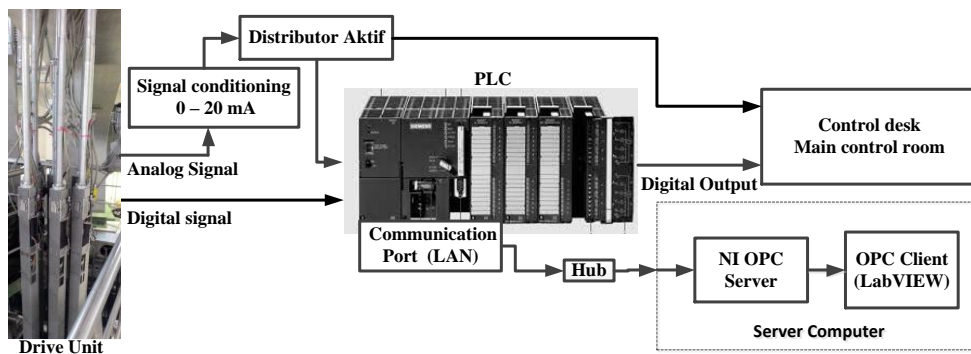 Distributor Aktif
Signal conditioning
0 – 20 mA
PLC
SIEMENS
Control desk
Main control room
Analog Signal
Digital Output
Digital signal
Communication
Port (LAN)
Hub
NI OPC
Server
OPC Client
(LabVIEW)
Server Computer
Drive Unit